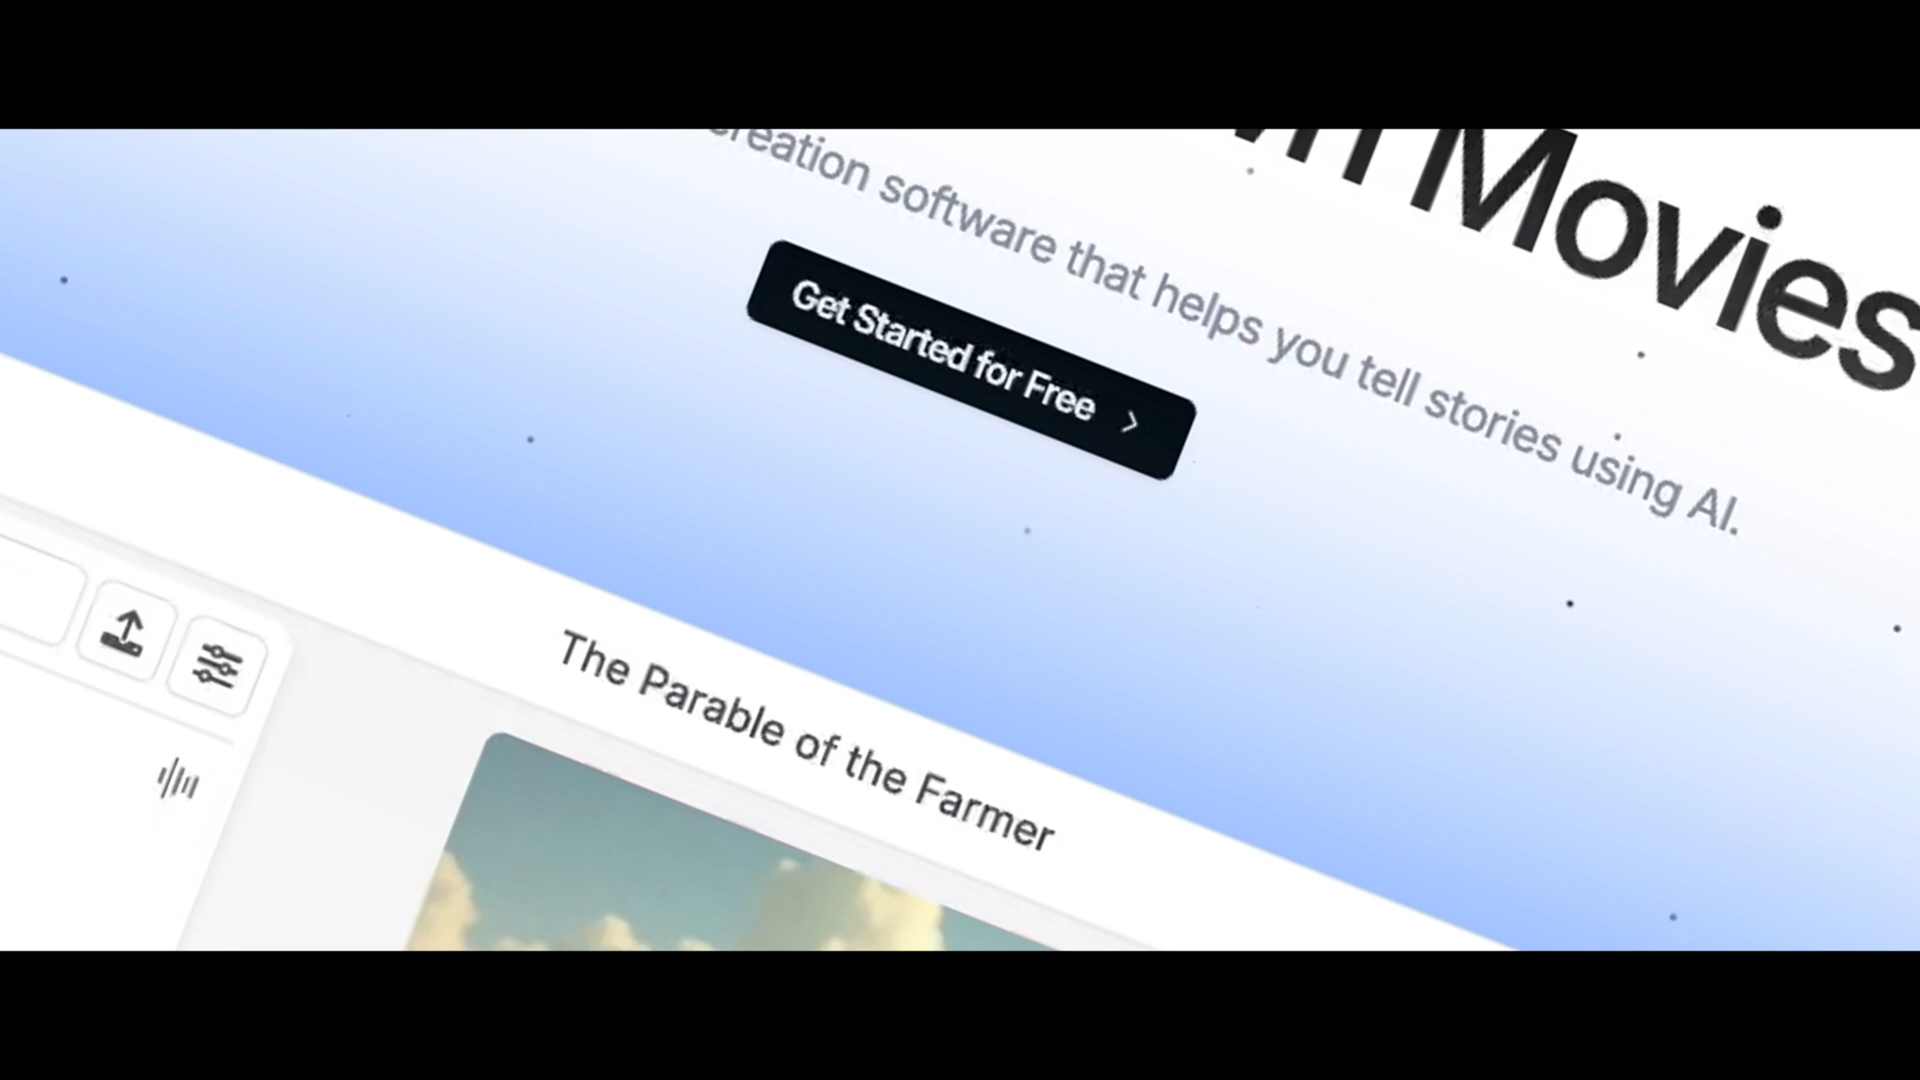 Movies
creation software that helps you tell stories using AI.
Get Started for Free
The Parable of the Farmer